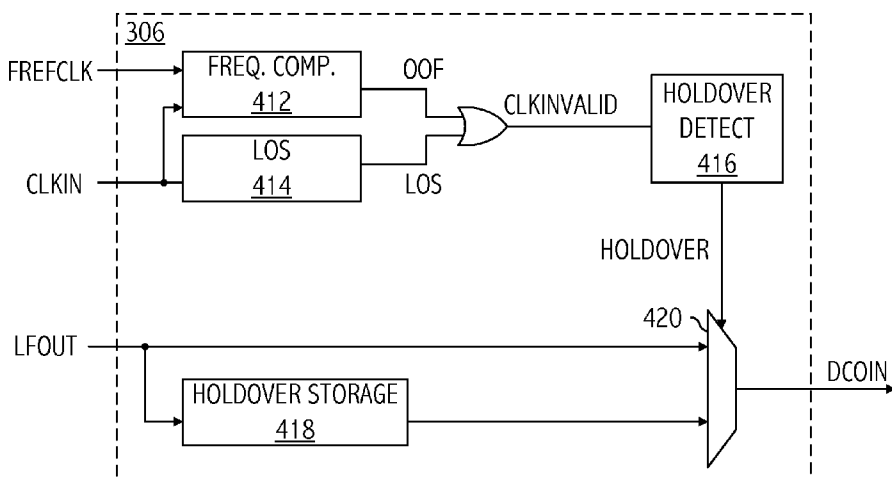 306
FREFCLK
FREQ. COMP.
412
OOF
CLKINVALID
HOLDOVER
DETECT
416
LOS
414
LOS
CLKIN
HOLDOVER
420
LFOUT
DCOIN
HOLDOVER STORAGE
418